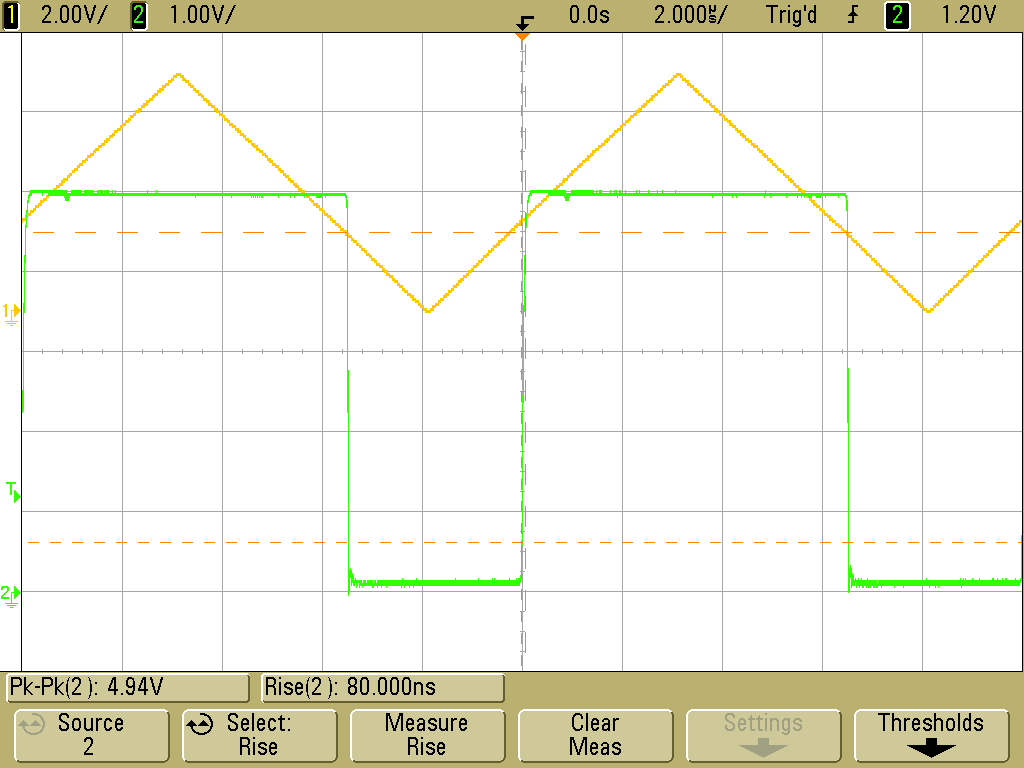 1 2.00V/ 2 1.00V/ 0.0s 2.000µs/ Trig'd 2 1.20V
1
T
2
Pk-Pk(2): 4.94V Rise(2): 80.000ns
Source
2
Select:
Rise
Measure
Rise
Clear
Meas
Settings
Thresholds